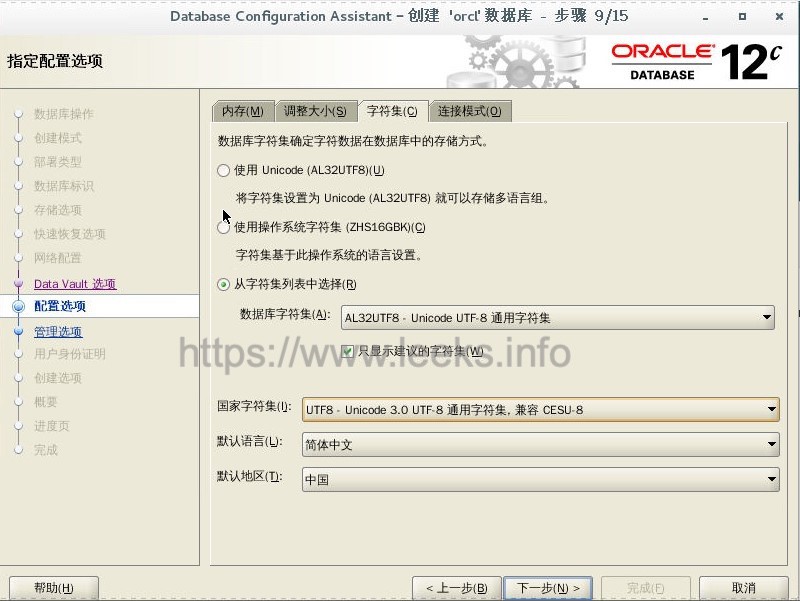 Database Configuration Assistant – 创建 'orcl' 数据库 - 步骤 9/15
指定配置选项
ORACLE
DATABASE 12c
数据库操作
创建模式
部署类型
数据库标识
存储选项
快速恢复选项
网络配置
Data Vault 选项
配置选项
管理选项
用户身份证明
创建选项
概要
进度页
完成
内存(M) 调整大小(S) 字符集(C) 连接模式(O)
数据库字符集确定字符数据在数据库中的存储方式。
使用 Unicode (AL32UTF8)(U)
将字符集设置为 Unicode (AL32UTF8) 就可以存储多语言组。
使用操作系统字符集 (ZHS16GBK)(C)
字符集基于此操作系统的语言设置。
从字符集列表中选择(R)
数据库字符集(A): AL32UTF8 - Unicode UTF-8 通用字符集
只显示建议的字符集(W)
https://www.leeks.info
国家字符集(I): UTF8 - Unicode 3.0 UTF-8 通用字符集, 兼容 CESU-8
默认语言(L): 简体中文
默认地区(T): 中国
帮助(H) < 上一步(B) 下一步(N) > 完成(F) 取消